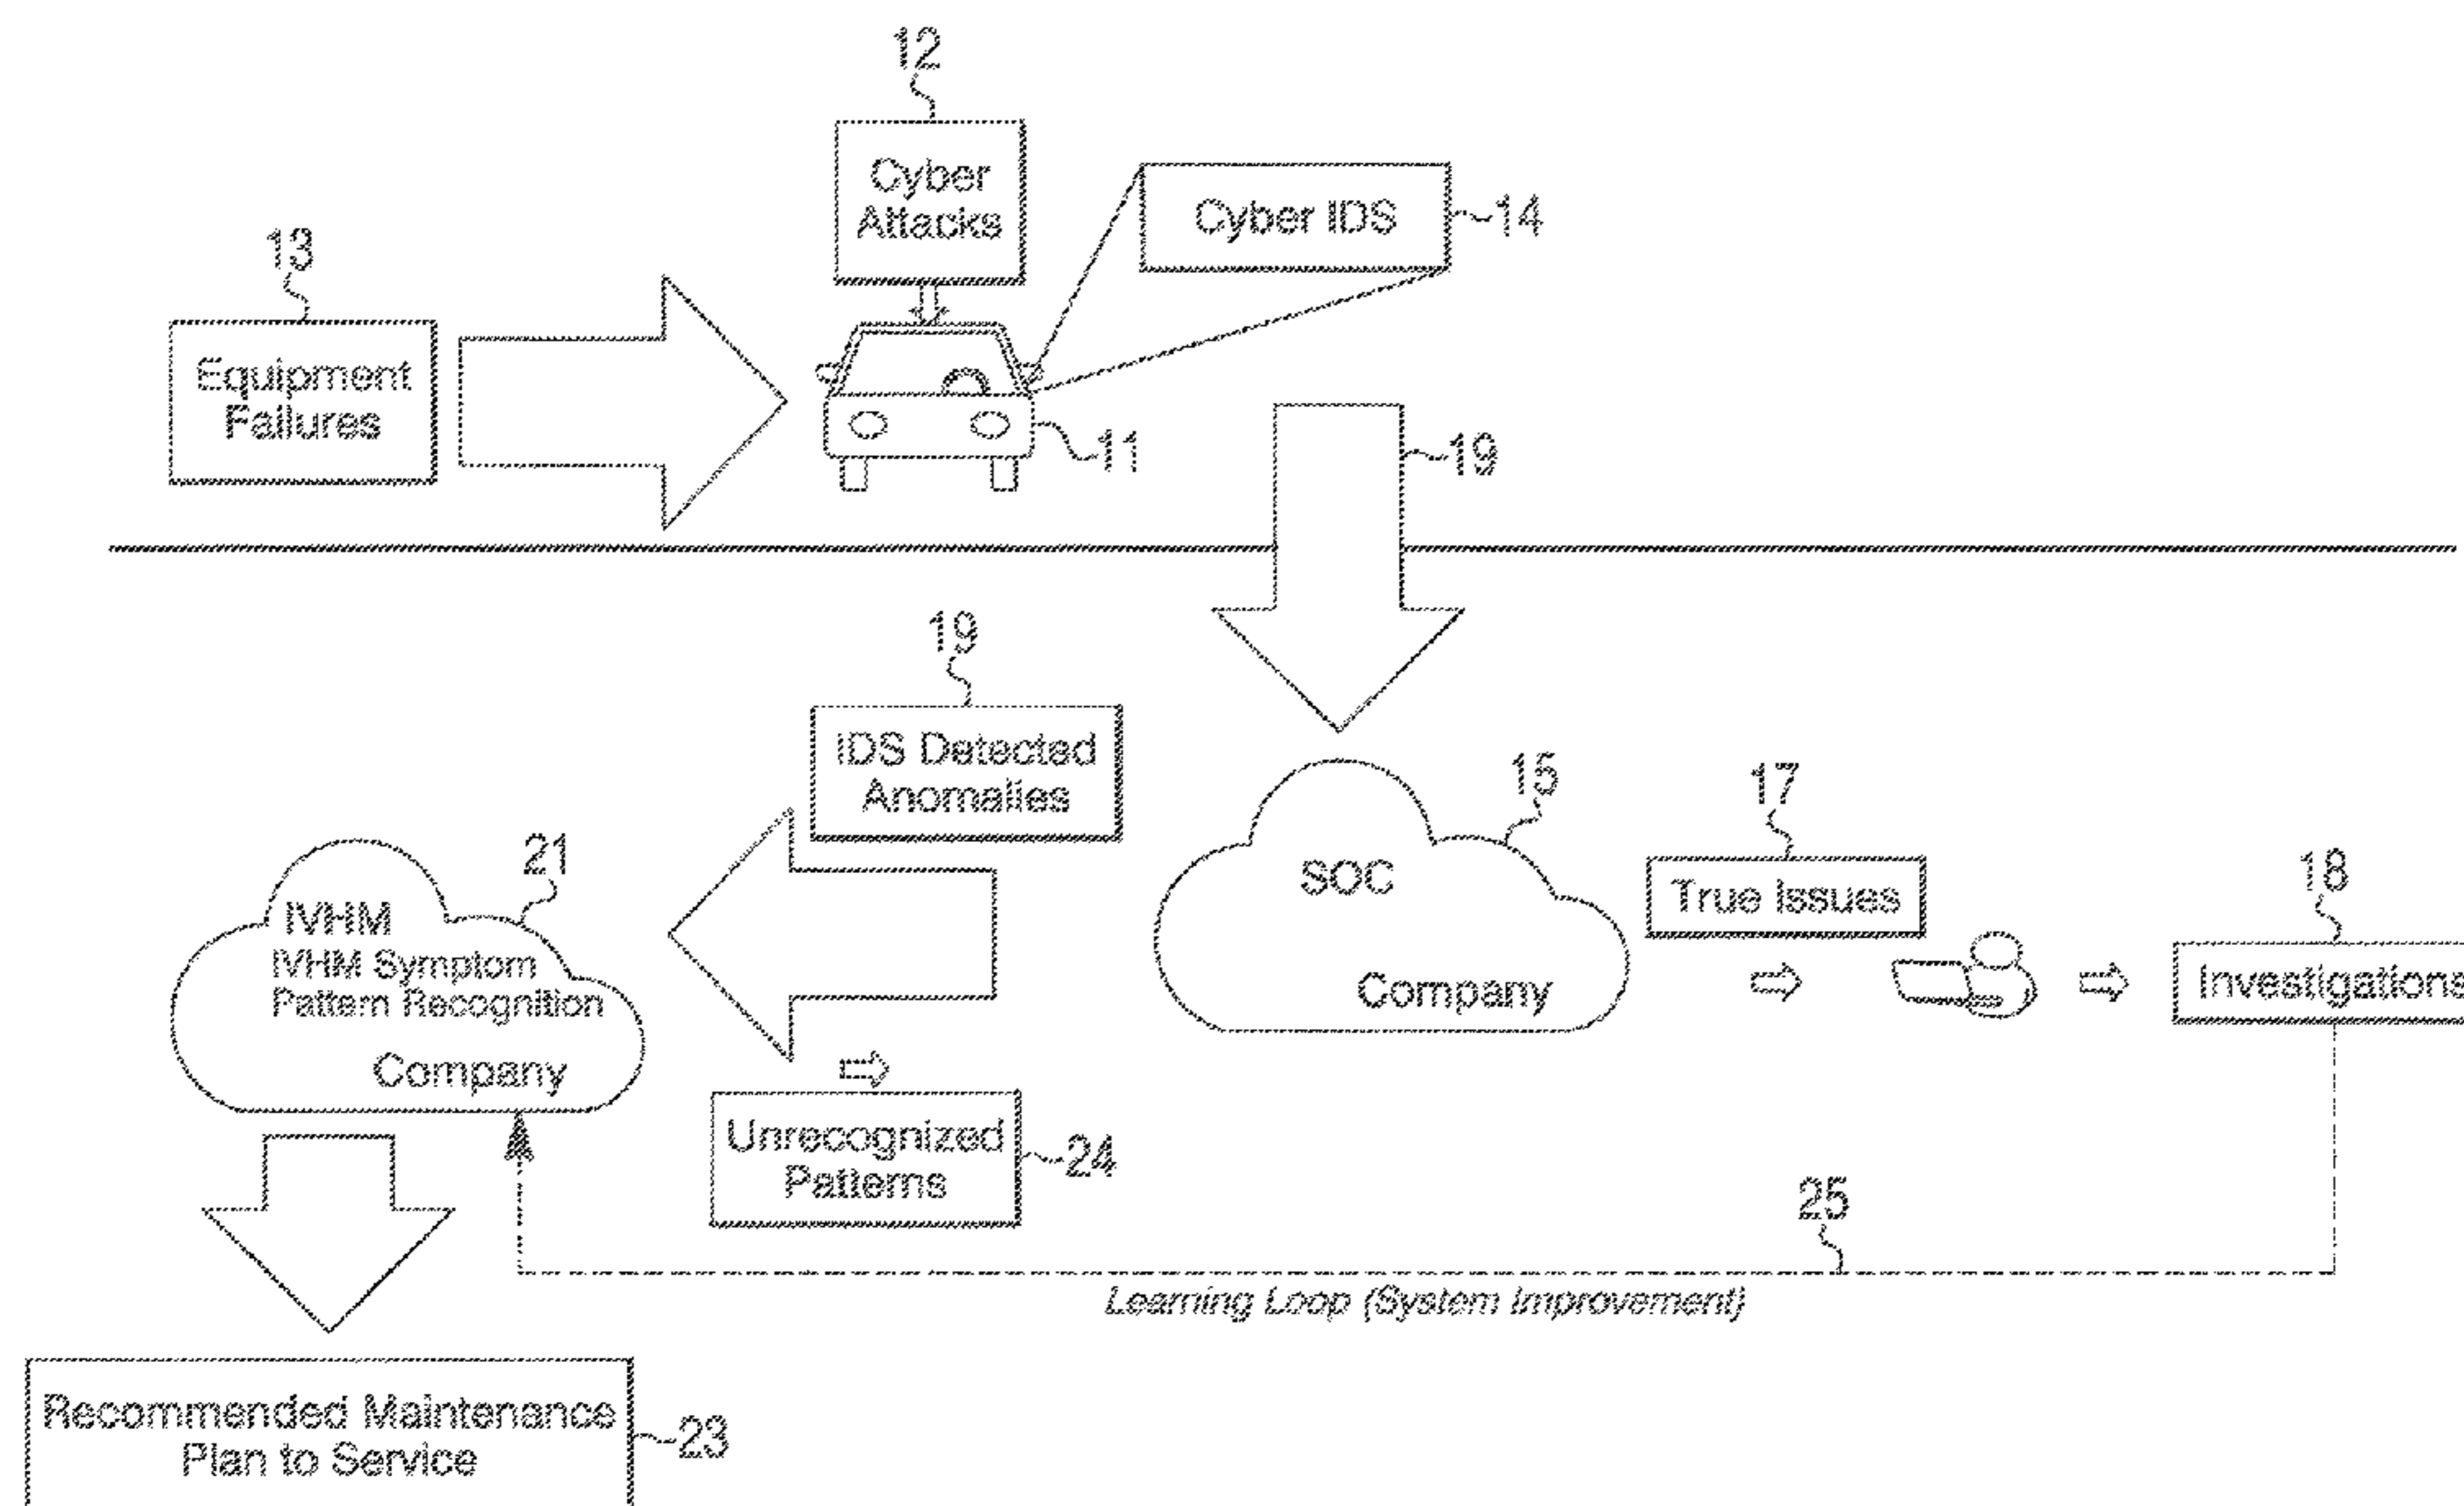 12
Cyber
Attacks
Cyber IDS
14
13
Equipment
Failures
11
19
19
IDS Detected
Anomalies
15
SOC
Company
17
True Issues
18
Investigations
21
IVHM
IVHM Symptom
Pattern Recognition
Company
Unrecognized
Patterns
24
25
Learning Loop (System Improvement)
Recommended Maintenance
Plan to Service
23